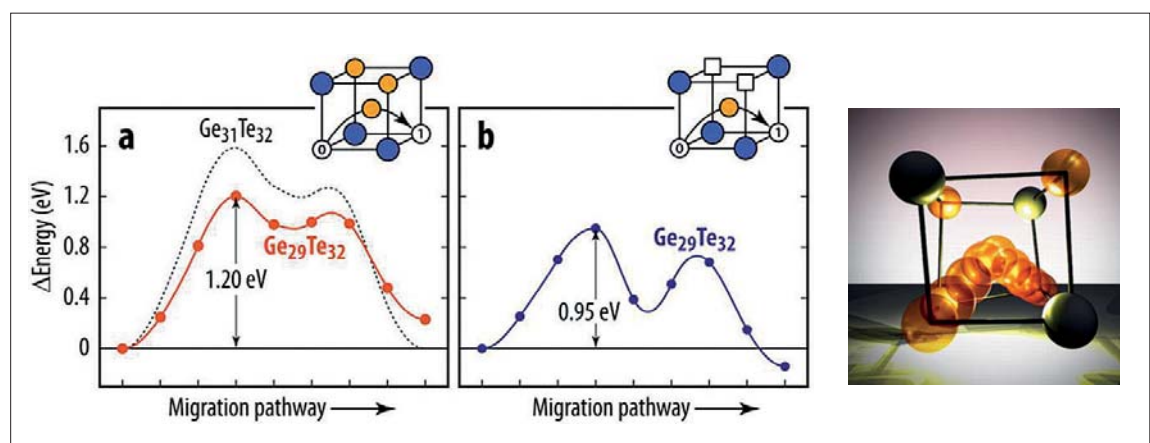 a
Ge31Te32
0
1
ΔEnergy (eV)
1.6
1.2
0.8
0.4
0
1.20 eV
Ge29Te32
Migration pathway
b
0
1
0.95 eV
Ge29Te32
Migration pathway